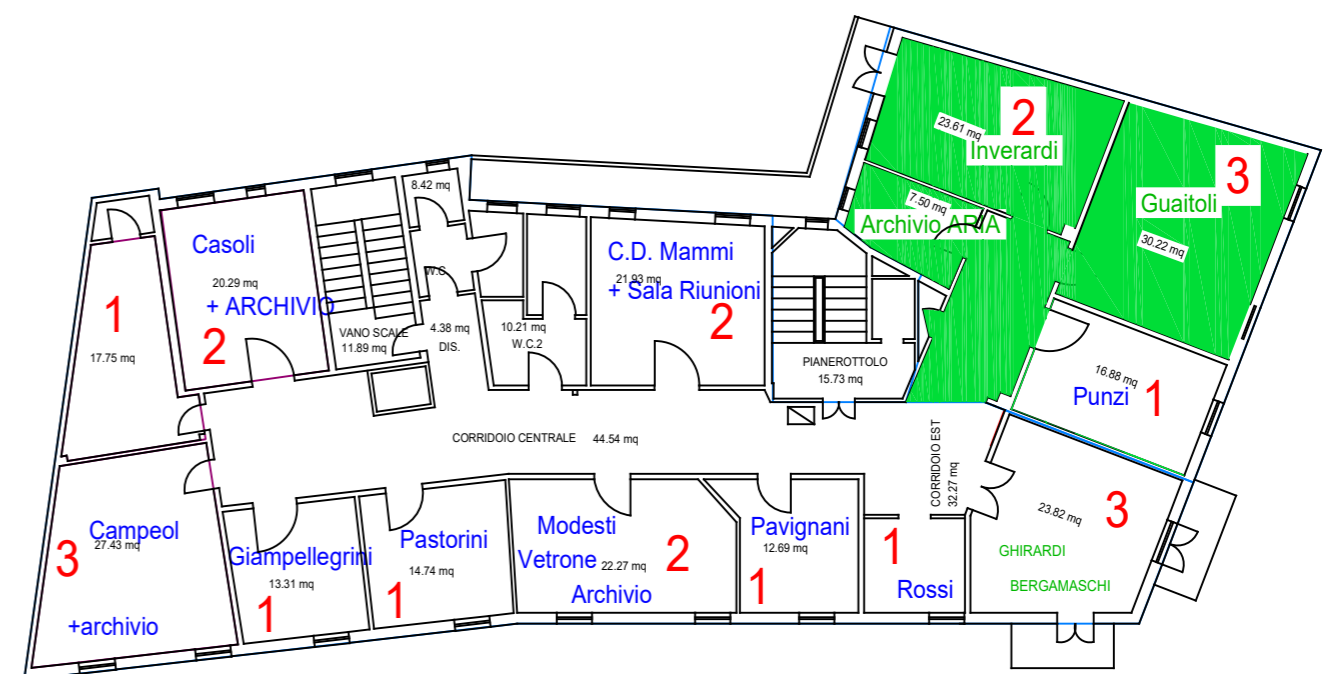 2
23.61 mq
Inverardi
3
Guaitoli
30.22 mq
7.50 mq
Archivio ARIA
8.42 mq
Casoli
20.29 mq
+ ARCHIVIO
2
1
17.75 mq
W.C.
VANO SCALE
11.89 mq
4.38 mq
DIS.
10.21 mq
W.C.2
C.D. Mammi
21.93 mq
+ Sala Riunioni
2
PIANEROTTOLO
15.73 mq
16.88 mq
Punzi
1
CORRIDOIO CENTRALE 44.54 mq
CORRIDOIO EST
32.27 mq
Campeol
27.43 mq
3
+archivio
Giampellegrini
13.31 mq
1
Pastorini
14.74 mq
1
Modesti
Vetrone
22.27 mq
2
Archivio
Pavignani
12.69 mq
1
1
Rossi
23.82 mq
3
GHIRARDI
BERGAMASCHI